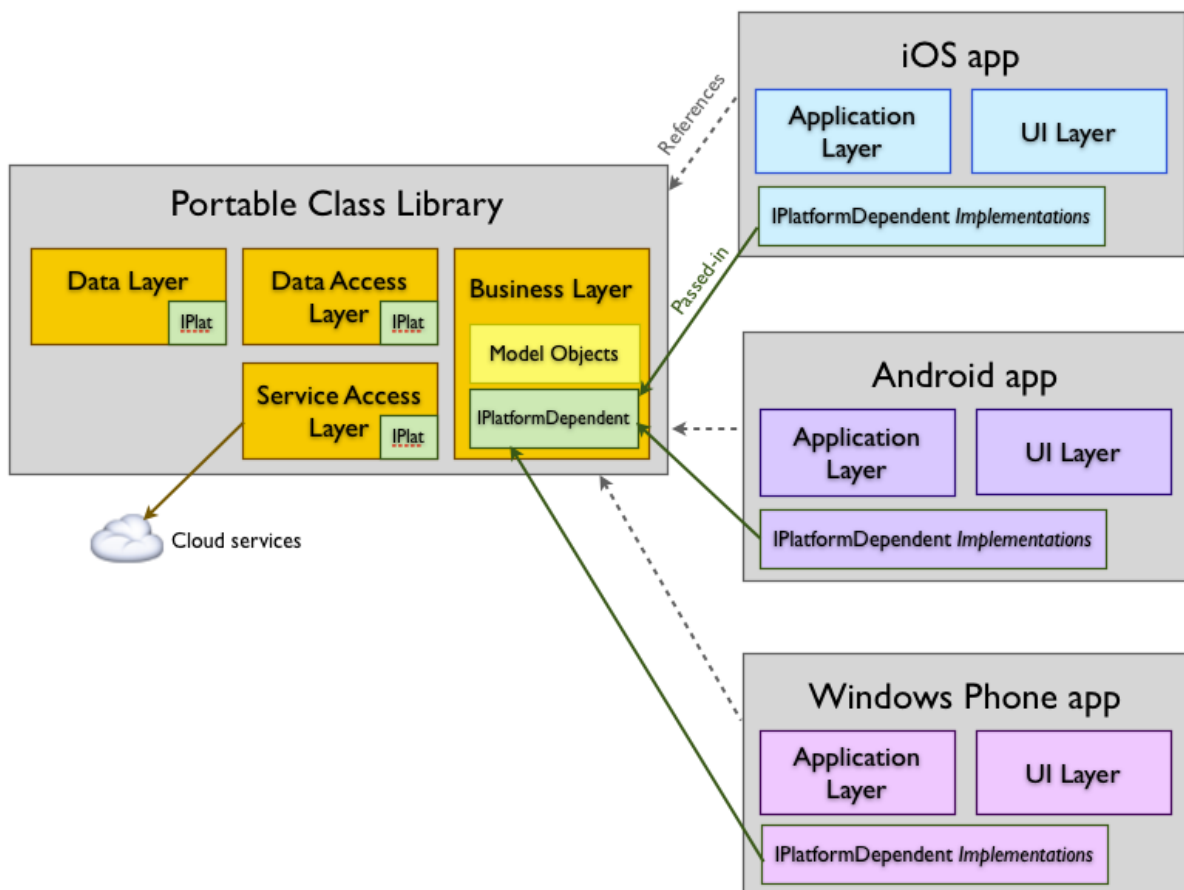 iOS app
Application
Layer
UI Layer
IPlatformDependent Implementations
References
Passed-in
Portable Class Library
Data Layer
IPlat
Data Access
Layer
IPlat
Business Layer
Model Objects
IPlatformDependent
Service Access
Layer
IPlat
Cloud services
Android app
Application
Layer
UI Layer
IPlatformDependent Implementations
Windows Phone app
Application
Layer
UI Layer
IPlatformDependent Implementations